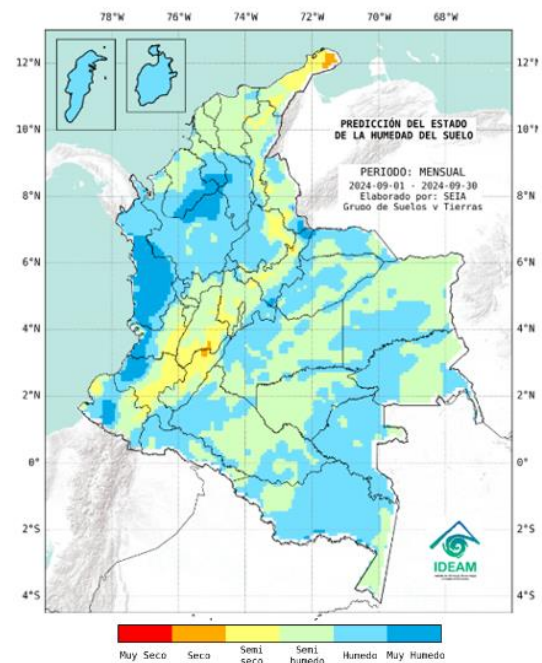 78°W 76°W 74°W 72°W 70°W 68°W
12°N
10°N
8°N
6°N
4°N
2°N
0°
2°S
4°S
12°N
10°N
8°N
6°N
4°N
2°N
0°
2°S
4°S
PREDICCIÓN DEL ESTADO
DE LA HUMEDAD DEL SUELO
PERIODO: MENSUAL
2024-09-01 - 2024-09-30
Elaborado por: SEIA
Grupo de Suelos y Tierras
IDEAM
Muy Seco Seco Semi seco Semi humedo Humedo Muy Humedo